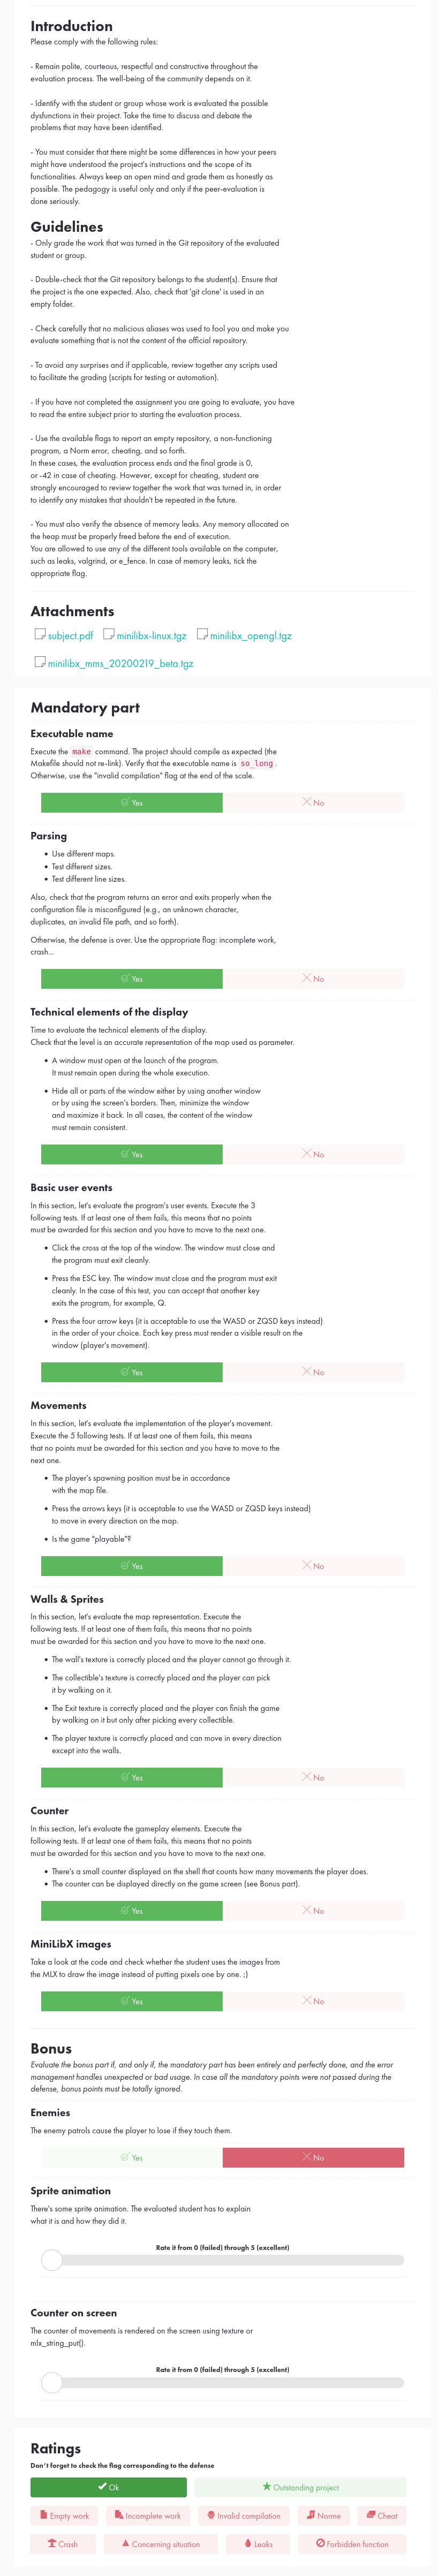 Introduction
Please comply with the following rules:
- Remain polite, courteous, respectful and constructive throughout the
evaluation process. The well-being of the community depends on it.
- Identify with the student or group whose work is evaluated the possible
dysfunctions in their project. Take the time to discuss and debate the
problems that may have been identified.
- You must consider that there might be some differences in how your peers
might have understood the project's instructions and the scope of its
functionalities. Always keep an open mind and grade them as honestly as
possible. The pedagogy is useful only and only if the peer-evaluation is
done seriously.
Guidelines
- Only grade the work that was turned in the Git repository of the evaluated
student or group.
- Double-check that the Git repository belongs to the student(s). Ensure that
the project is the one expected. Also, check that 'git clone' is used in an
empty folder.
- Check carefully that no malicious aliases was used to fool you and make you
evaluate something that is not the content of the official repository.
- To avoid any surprises and if applicable, review together any scripts used
to facilitate the grading (scripts for testing or automation).
- If you have not completed the assignment you are going to evaluate, you have
to read the entire subject prior to starting the evaluation process.
- Use the available flags to report an empty repository, a non-functioning
program, a Norm error, cheating, and so forth.
In these cases, the evaluation process ends and the final grade is 0,
or -42 in case of cheating. However, except for cheating, student are
strongly encouraged to review together the work that was turned in, in order
to identify any mistakes that shouldn't be repeated in the future.
- You must also verify the absence of memory leaks. Any memory allocated on
the heap must be properly freed before the end of execution.
You are allowed to use any of the different tools available on the computer,
such as leaks, valgrind, or e_fence. In case of memory leaks, tick the
appropriate flag.
Attachments
subject.pdf minilibx-linux.tgz minilibx_opengl.tgz
minilibx_mms_20200219_beta.tgz
Mandatory part
Executable name
Execute the make command. The project should compile as expected (the
Makefile should not re-link). Verify that the executable name is so_long.
Otherwise, use the "invalid compilation" flag at the end of the scale.
Yes No
Parsing
• Use different maps.
• Test different sizes.
• Test different line sizes.
Also, check that the program returns an error and exits properly when the
configuration file is misconfigured (e.g., an unknown character,
duplicates, an invalid file path, and so forth).
Otherwise, the defense is over. Use the appropriate flag: incomplete work,
crash...
Yes No
Technical elements of the display
Time to evaluate the technical elements of the display.
Check that the level is an accurate representation of the map used as parameter.
• A window must open at the launch of the program.
It must remain open during the whole execution.
• Hide all or parts of the window either by using another window
or by using the screen's borders. Then, minimize the window
and maximize it back. In all cases, the content of the window
must remain consistent.
Yes No
Basic user events
In this section, let's evaluate the program's user events. Execute the 3
following tests. If at least one of them fails, this means that no points
must be awarded for this section and you have to move to the next one.
• Click the cross at the top of the window. The window must close and
the program must exit cleanly.
• Press the ESC key. The window must close and the program must exit
cleanly. In the case of this test, you can accept that another key
exits the program, for example, Q.
• Press the four arrow keys (it is acceptable to use the WASD or ZQSD keys instead)
in the order of your choice. Each key press must render a visible result on the
window (player's movement).
Yes No
Movements
In this section, let's evaluate the implementation of the player's movement.
Execute the 5 following tests. If at least one of them fails, this means
that no points must be awarded for this section and you have to move to the
next one.
• The player's spawning position must be in accordance
with the map file.
• Press the arrows keys (it is acceptable to use the WASD or ZQSD keys instead)
to move in every direction on the map.
• Is the game "playable"?
Yes No
Walls & Sprites
In this section, let's evaluate the map representation. Execute the
following tests. If at least one of them fails, this means that no points
must be awarded for this section and you have to move to the next one.
• The wall's texture is correctly placed and the player cannot go through it.
• The collectible's texture is correctly placed and the player can pick
it by walking on it.
• The Exit texture is correctly placed and the player can finish the game
by walking on it but only after picking every collectible.
• The player texture is correctly placed and can move in every direction
except into the walls.
Yes No
Counter
In this section, let's evaluate the gameplay elements. Execute the
following tests. If at least one of them fails, this means that no points
must be awarded for this section and you have to move to the next one.
• There's a small counter displayed on the shell that counts how many movements the player does.
• The counter can be displayed directly on the game screen (see Bonus part).
Yes No
MiniLibX images
Take a look at the code and check whether the student uses the images from
the MLX to draw the image instead of putting pixels one by one. ;)
Yes No
Bonus
Evaluate the bonus part if, and only if, the mandatory part has been entirely and perfectly done, and the error
management handles unexpected or bad usage. In case all the mandatory points were not passed during the
defense, bonus points must be totally ignored.
Enemies
The enemy patrols cause the player to lose if they touch them.
Yes No
Sprite animation
There's some sprite animation. The evaluated student has to explain
what it is and how they did it.
Rate it from 0 (failed) through 5 (excellent)
Counter on screen
The counter of movements is rendered on the screen using texture or
mlx_string_put().
Rate it from 0 (failed) through 5 (excellent)
Ratings
Don't forget to check the flag corresponding to the defense
Ok Outstanding project
Empty work Incomplete work Invalid compilation Norme Cheat
Crash Concerning situation Leaks Forbidden function